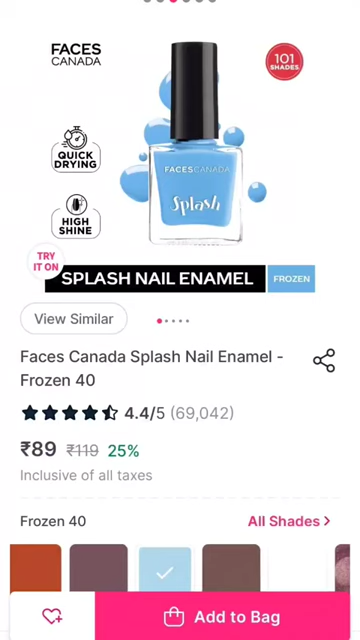 FACES
CANADA
101
SHADES
QUICK
DRYING
FACESCANADA
Splash
HIGH
SHINE
TRY
IT ON
SPLASH NAIL ENAMEL
FROZEN
View Similar
Faces Canada Splash Nail Enamel -
Frozen 40
4.4/5 (69,042)
₹89 ₹119 25%
Inclusive of all taxes
Frozen 40
All Shades >
Add to Bag